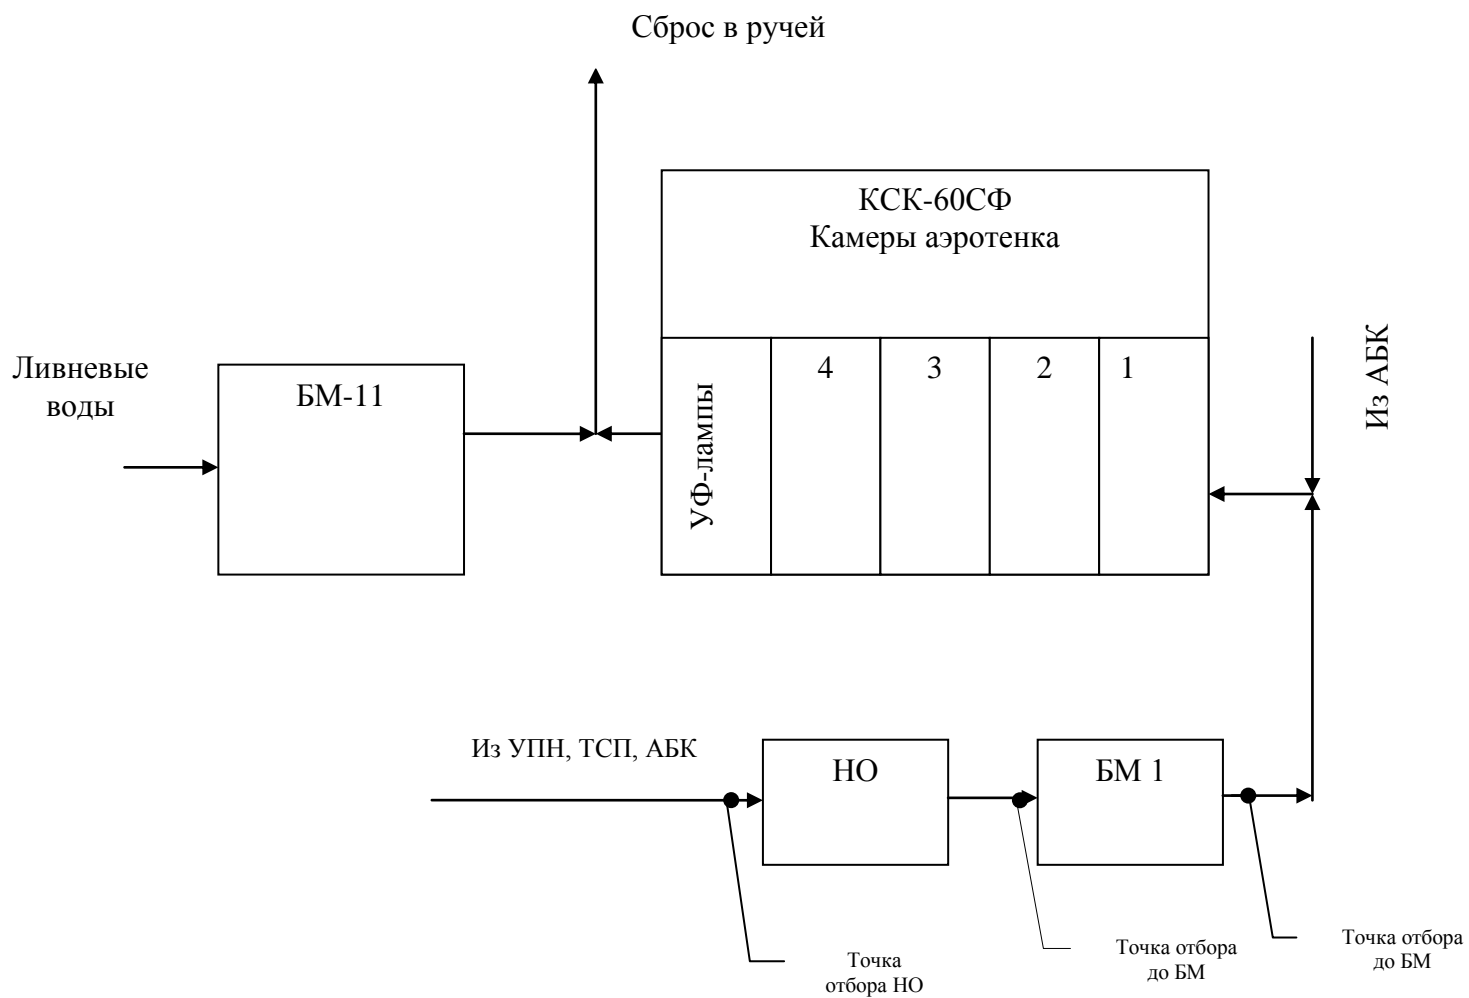 Сброс в ручей
КСК-60СФ
Камеры аэротенка
Ливневые
воды
БМ-11
УФ-лампы
4
3
2
1
Из АБК
Из УПН, ТСП, АБК
НО
БМ 1
Точка
отбора НО
Точка отбора
до БМ
Точка отбора
до БМ